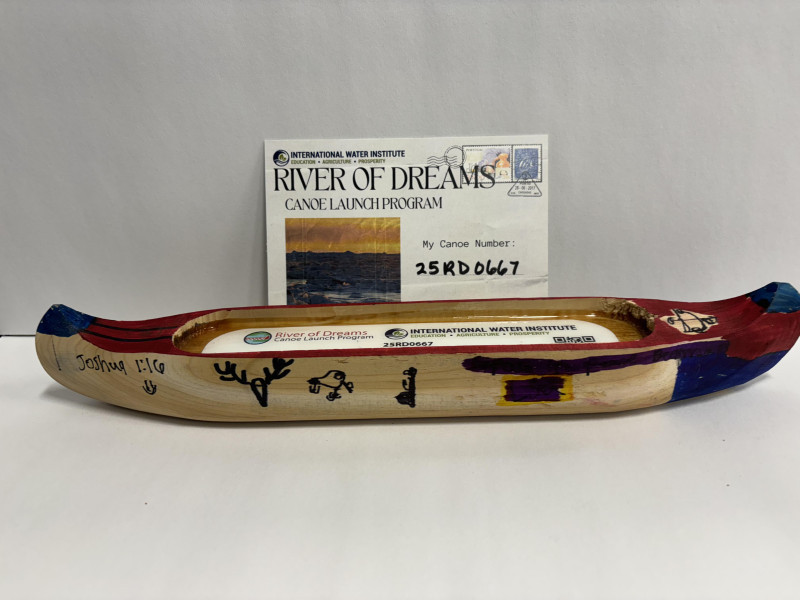 INTERNATIONAL WATER INSTITUTE
EDUCATION • AGRICULTURE • PROSPERITY
RIVER OF DREAMS
CANOE LAUNCH PROGRAM
My Canoe Number:
25RD0667
River of Dreams
Canoe Launch Program
INTERNATIONAL WATER INSTITUTE
EDUCATION • AGRICULTURE • PROSPERITY
25RD0667
Joshua 1:16